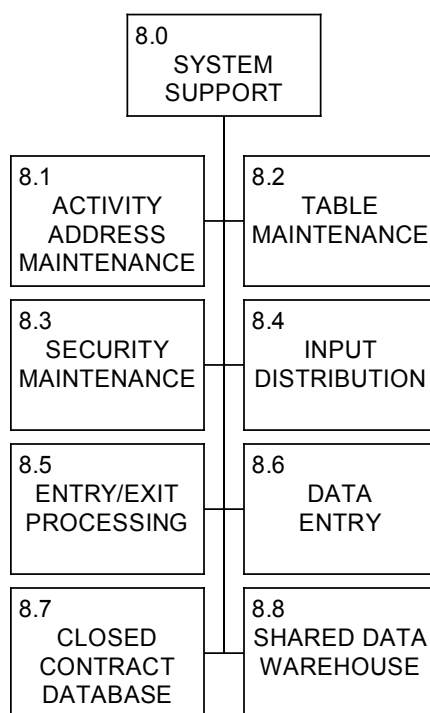 8.0
SYSTEM
SUPPORT
8.1
ACTIVITY
ADDRESS
MAINTENANCE
8.2
TABLE
MAINTENANCE
8.3
SECURITY
MAINTENANCE
8.4
INPUT
DISTRIBUTION
8.5
ENTRY/EXIT
PROCESSING
8.6
DATA
ENTRY
8.7
CLOSED
CONTRACT
DATABASE
8.8
SHARED DATA
WAREHOUSE